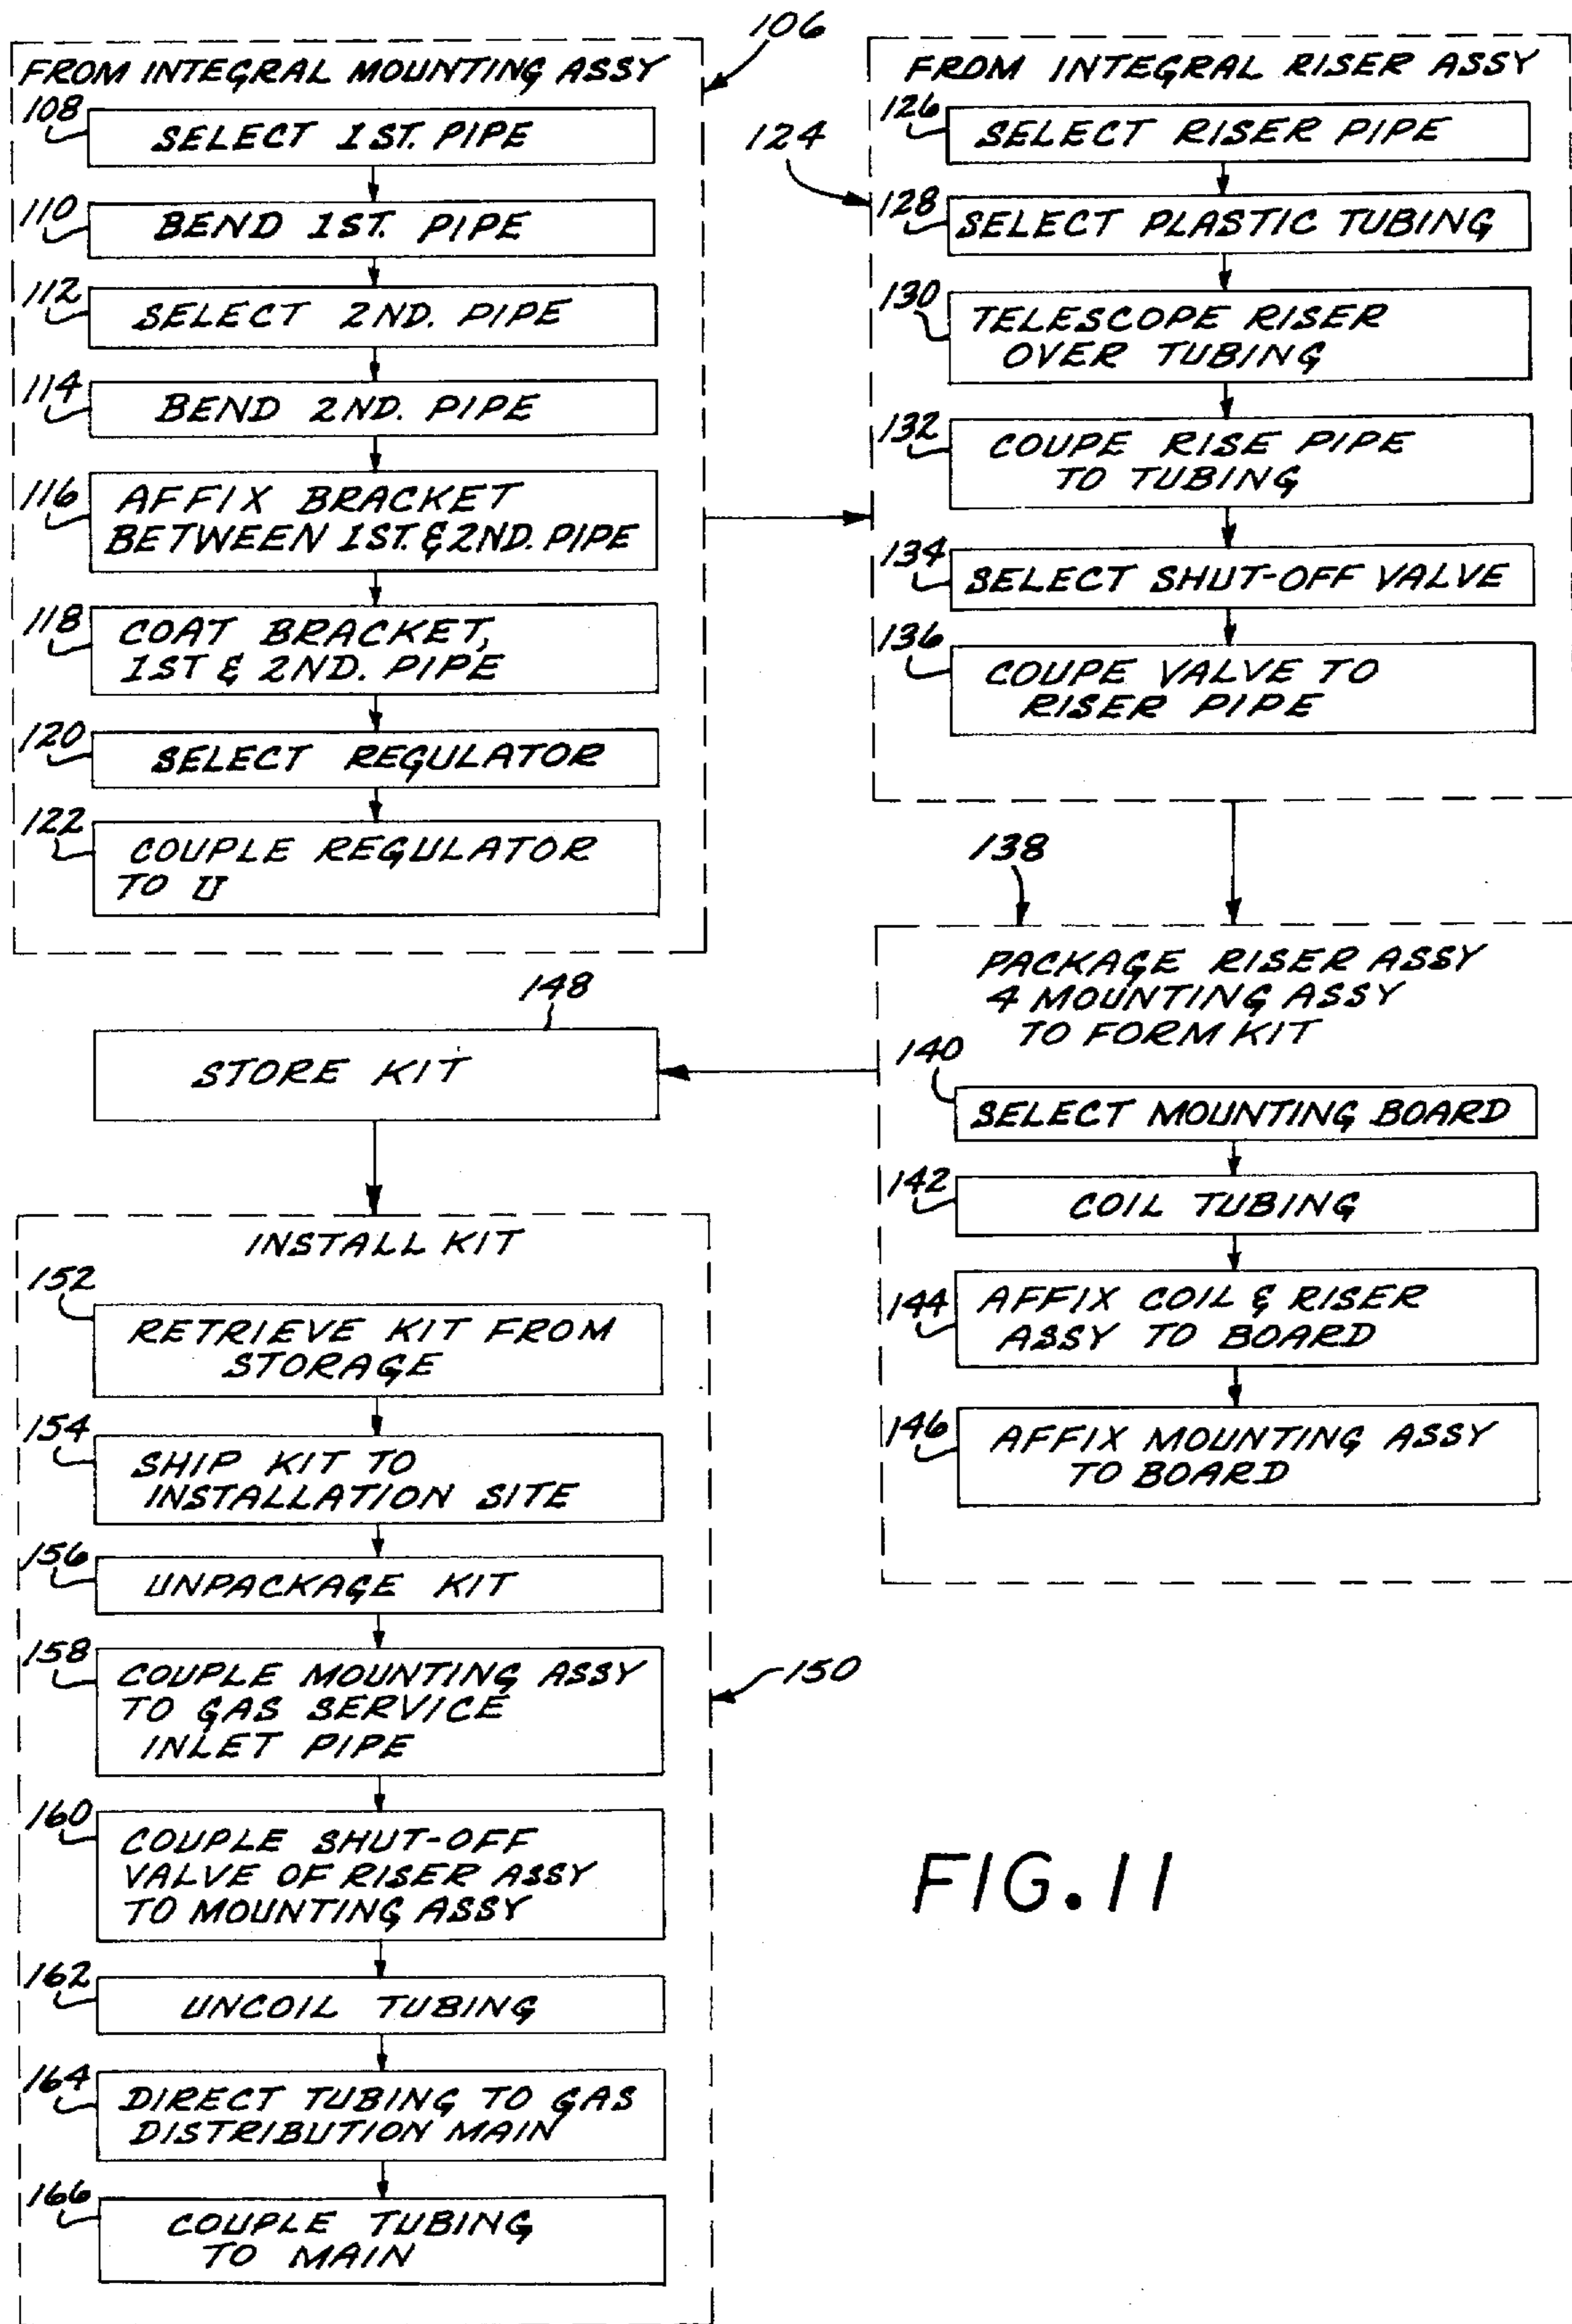 106
FROM INTEGRAL MOUNTING ASSY
108
SELECT 1ST. PIPE
110
BEND 1ST. PIPE
112
SELECT 2ND. PIPE
114
BEND 2ND. PIPE
116
AFFIX BRACKET
BETWEEN 1ST. & 2ND. PIPE
118
COAT BRACKET,
1ST & 2ND. PIPE
120
SELECT REGULATOR
122
COUPLE REGULATOR
TO U
124
FROM INTEGRAL RISER ASSY
126
SELECT RISER PIPE
128
SELECT PLASTIC TUBING
130
TELESCOPE RISER
OVER TUBING
132
COUPE RISE PIPE
TO TUBING
134
SELECT SHUT-OFF VALVE
136
COUPE VALVE TO
RISER PIPE
138
PACKAGE RISER ASSY
4 MOUNTING ASSY
TO FORM KIT
140
SELECT MOUNTING BOARD
142
COIL TUBING
144
AFFIX COIL & RISER
ASSY TO BOARD
146
AFFIX MOUNTING ASSY
TO BOARD
148
STORE KIT
150
INSTALL KIT
152
RETRIEVE KIT FROM
STORAGE
154
SHIP KIT TO
INSTALLATION SITE
156
UNPACKAGE KIT
158
COUPLE MOUNTING ASSY
TO GAS SERVICE
INLET PIPE
160
COUPLE SHUT-OFF
VALVE OF RISER ASSY
TO MOUNTING ASSY
162
UNCOIL TUBING
164
DIRECT TUBING TO GAS
DISTRIBUTION MAIN
166
COUPLE TUBING
TO MAIN
FIG. 11